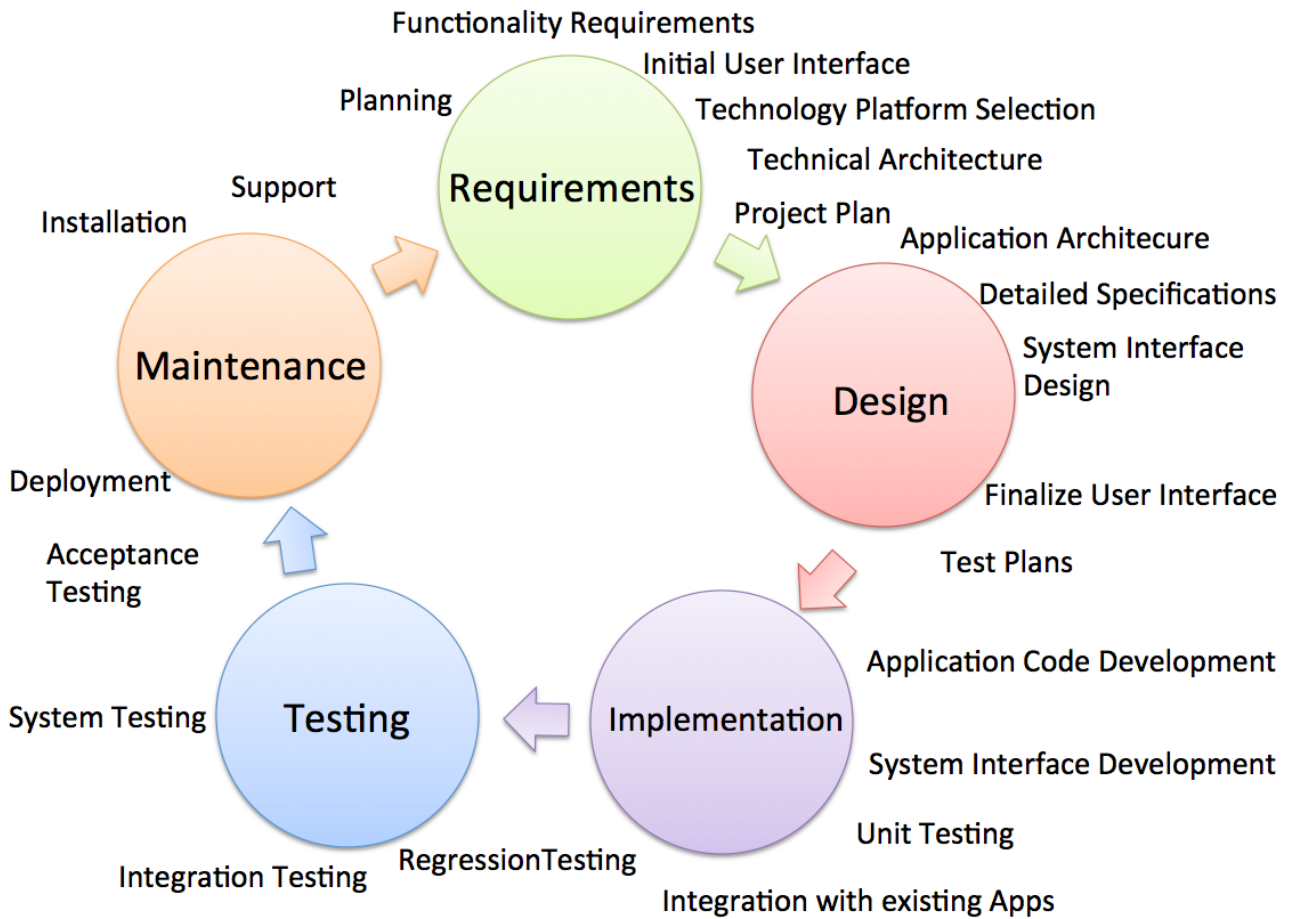 Functionality Requirements
Initial User Interface
Planning
Technology Platform Selection
Technical Architecture
Support
Requirements
Installation
Project Plan
Application Architecure
Detailed Specifications
System Interface
Design
Maintenance
Design
Deployment
Finalize User Interface
Acceptance
Testing
Test Plans
Application Code Development
System Testing
Testing
Implementation
System Interface Development
Unit Testing
RegressionTesting
Integration Testing
Integration with existing Apps